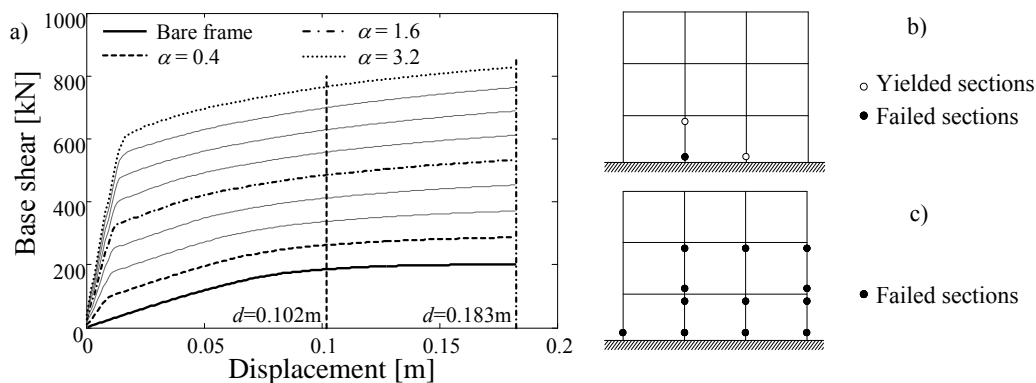 a)
1000
800
600
400
200
0
Base shear [kN]
Bare frame
α = 0.4
α = 1.6
α = 3.2
d=0.102m
d=0.183m
0
0.05
0.1
0.15
0.2
Displacement [m]
b)
Yielded sections
Failed sections
c)
Failed sections